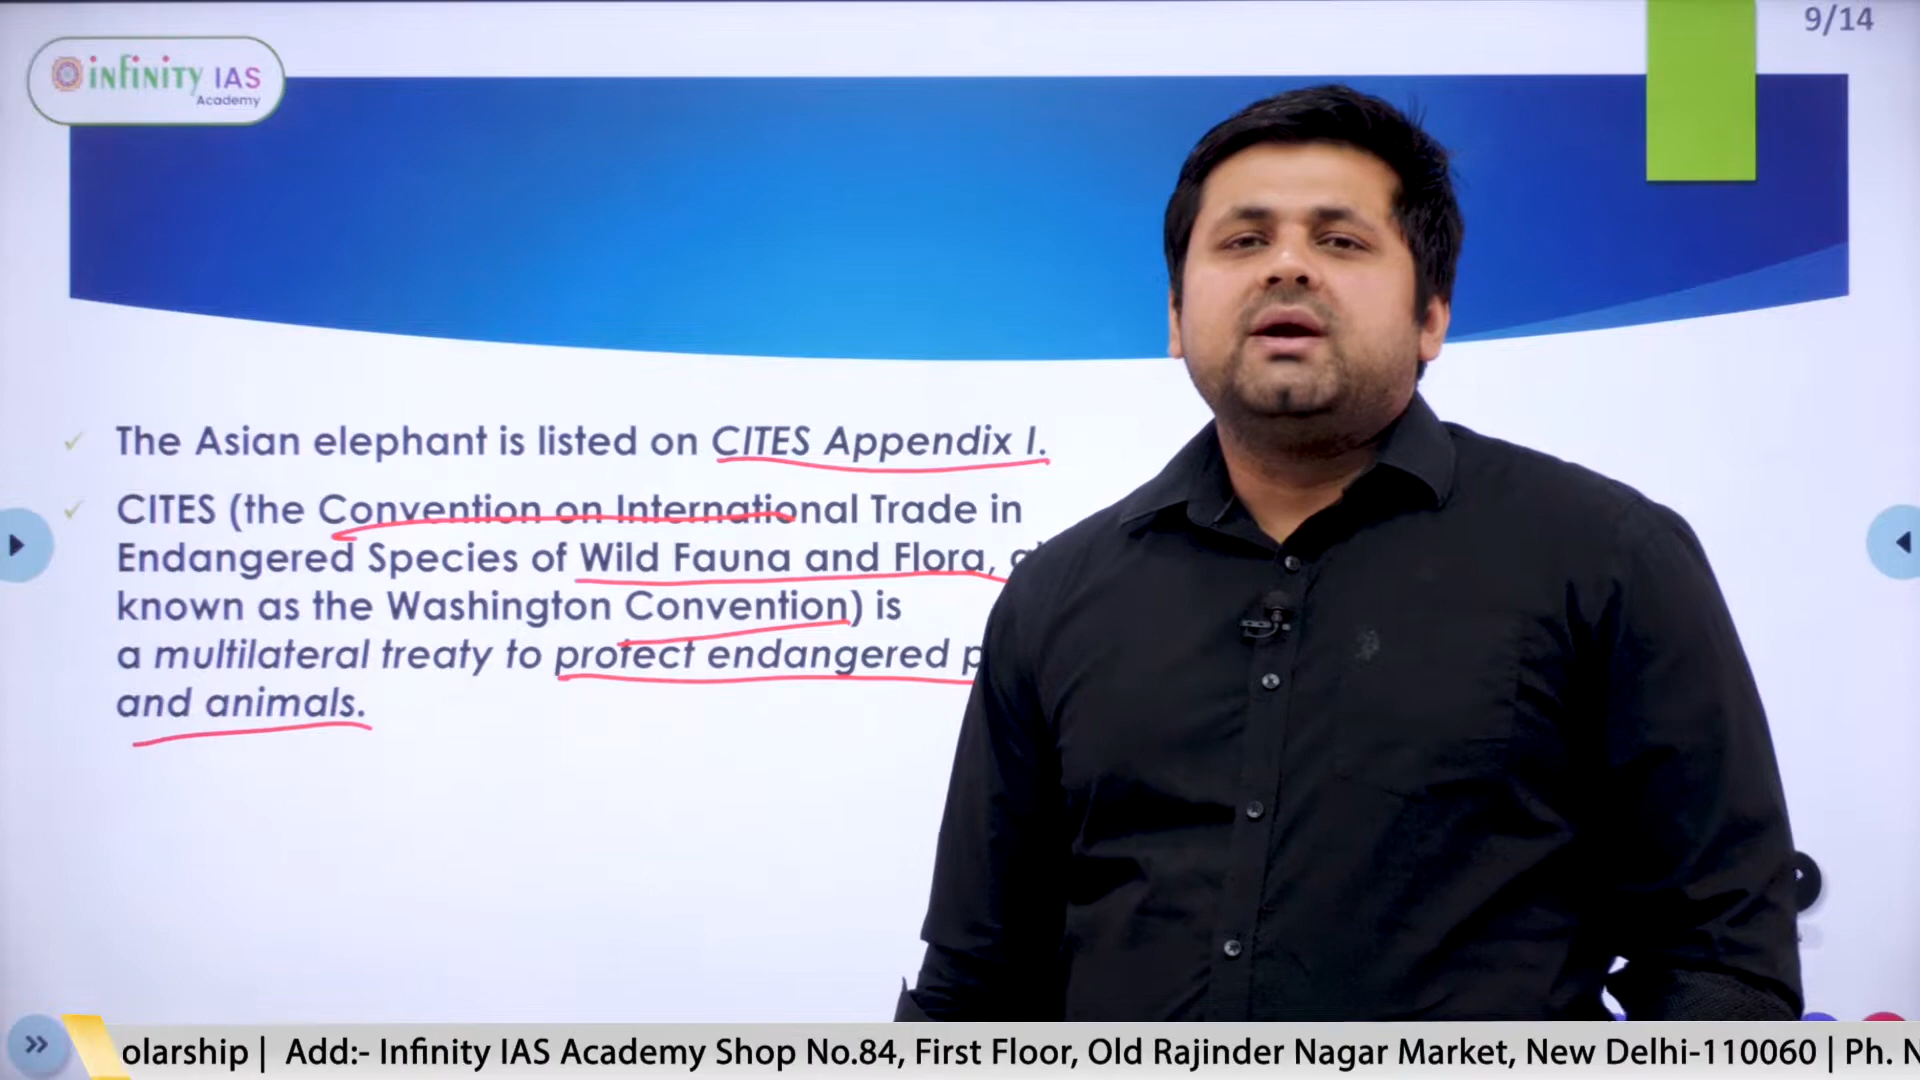 9/14
infinity IAS
Academy
The Asian elephant is listed on CITES Appendix I.
CITES (the Convention on International Trade in
Endangered Species of Wild Fauna and Flora,
known as the Washington Convention) is
a multilateral treaty to protect endangered
and animals.
olarship | Add:- Infinity IAS Academy Shop No.84, First Floor, Old Rajinder Nagar Market, New Delhi-110060 | Ph. N